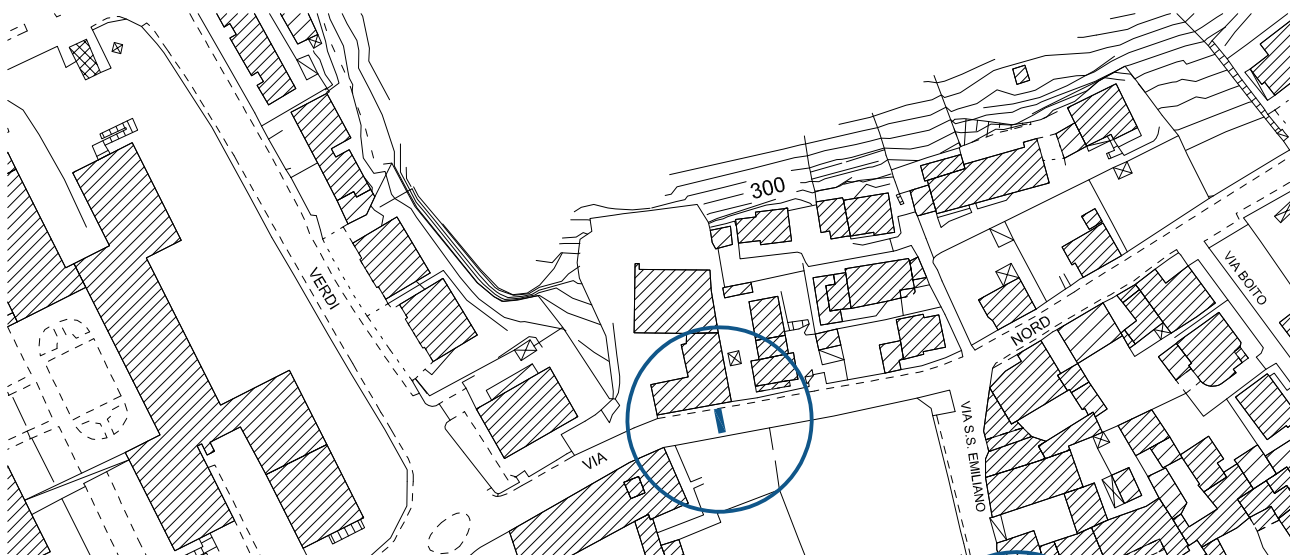 300
VERDI
VIA BOITO
NORD
VIA
VIA S.S. EMILIANO